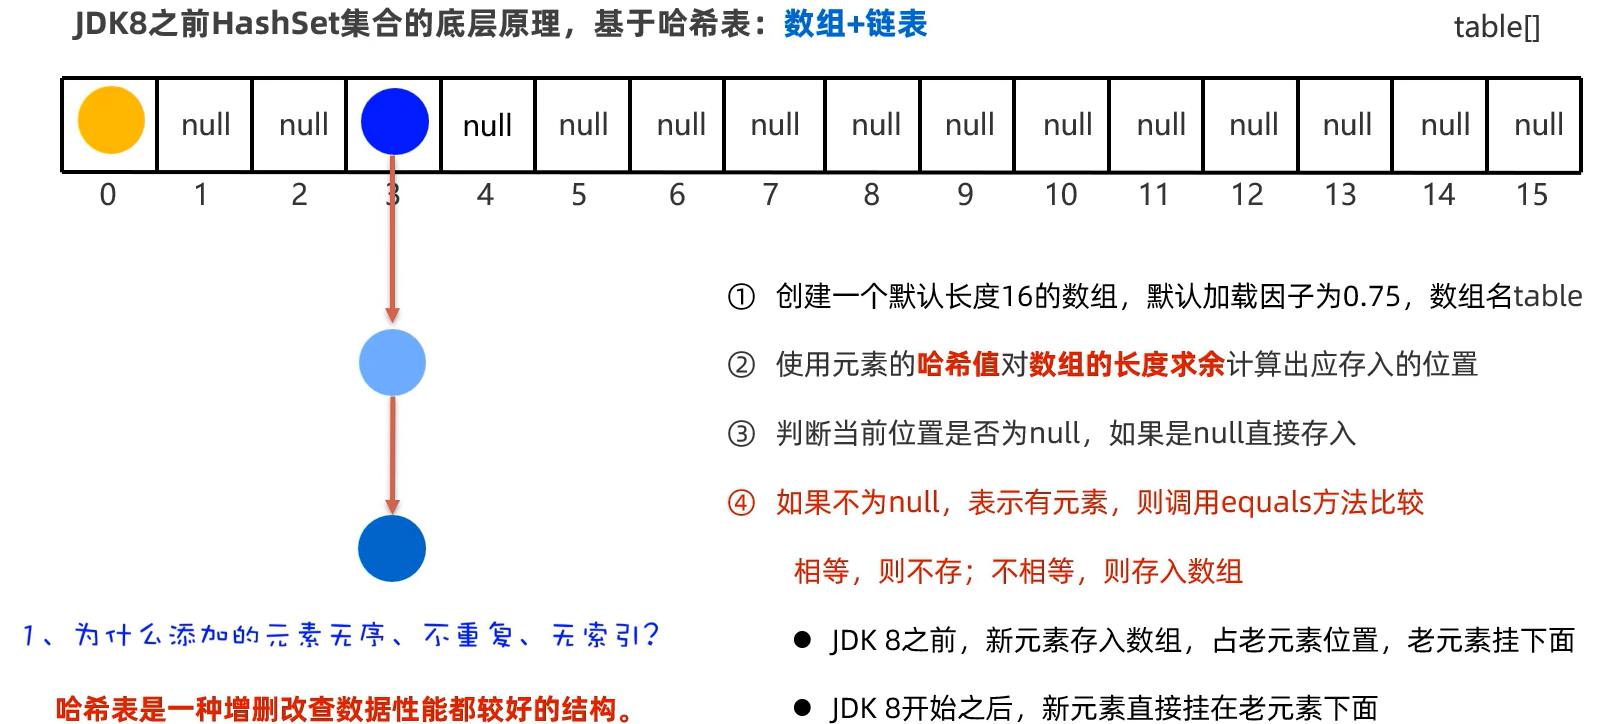 JDK8之前HashSet集合的底层原理，基于哈希表：数组+链表
table[]
null null null null null null null null null null null null null null
0 1 2 3 4 5 6 7 8 9 10 11 12 13 14 15
① 创建一个默认长度16的数组，默认加载因子为0.75，数组名table
② 使用元素的哈希值对数组的长度求余计算出应存入的位置
③ 判断当前位置是否为null，如果是null直接存入
④ 如果不为null，表示有元素，则调用equals方法比较
相等，则不存；不相等，则存入数组
● JDK 8之前，新元素存入数组，占老元素位置，老元素挂下面
● JDK 8开始之后，新元素直接挂在老元素下面
1、为什么添加的元素无序、不重复、无索引？
哈希表是一种增删改查数据性能都较好的结构。